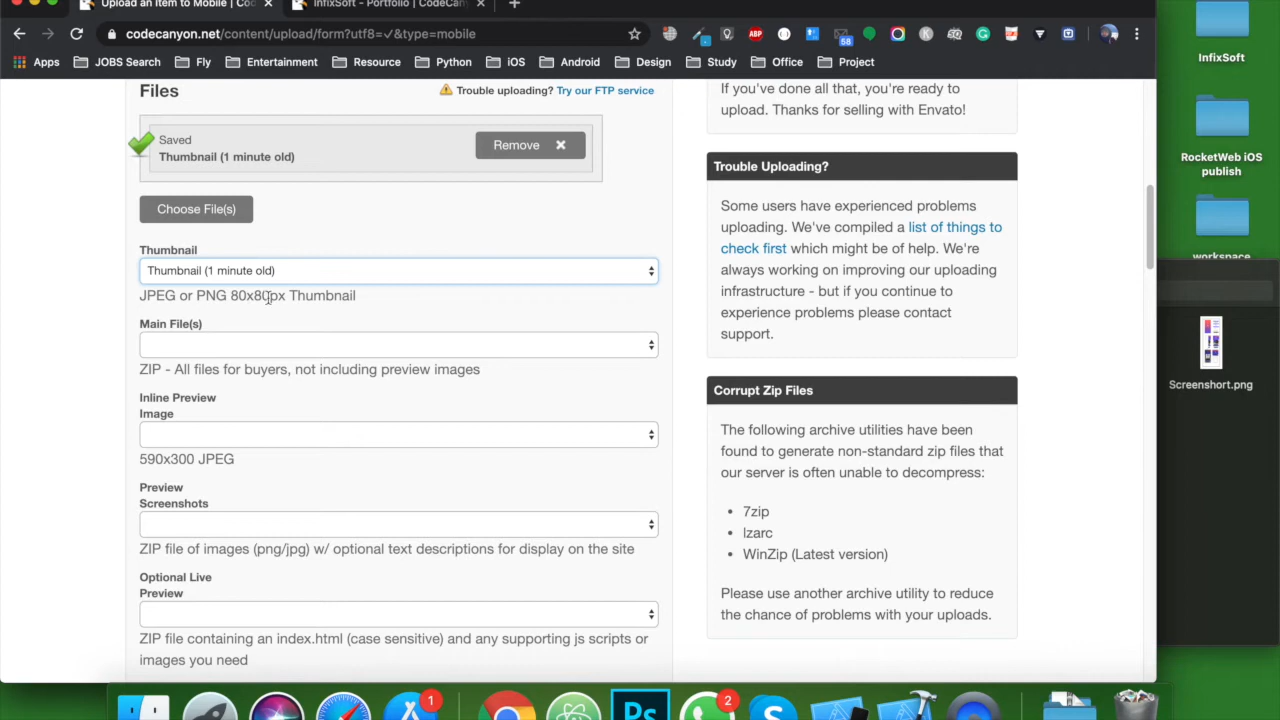 Upload an Item to Mobile | Co
InfixSoft - Portfolio | CodeCany
codecanyon.net/content/upload/form?utf8=✓&type=mobile
ABP
58
Apps
JOBS Search
Fly
Entertainment
Resource
Python
iOS
Android
Design
Study
Office
Project
Files
Trouble uploading? Try our FTP service
Saved
Thumbnail (1 minute old)
Remove ✕
Choose File(s)
Thumbnail
Thumbnail (1 minute old)
JPEG or PNG 80x80px Thumbnail
Main File(s)
ZIP - All files for buyers, not including preview images
Inline Preview
Image
590x300 JPEG
Preview
Screenshots
ZIP file of images (png/jpg) w/ optional text descriptions for display on the site
Optional Live
Preview
ZIP file containing an index.html (case sensitive) and any supporting js scripts or
images you need
If you've done all that, you're ready to
upload. Thanks for selling with Envato!
Trouble Uploading?
Some users have experienced problems
uploading. We've compiled a list of things to
check first which might be of help. We're
always working on improving our uploading
infrastructure - but if you continue to
experience problems please contact
support.
Corrupt Zip Files
The following archive utilities have been
found to generate non-standard zip files that
our server is often unable to decompress:
• 7zip
• lzarc
• WinZip (Latest version)
Please use another archive utility to reduce
the chance of problems with your uploads.
InfixSoft
RocketWeb iOS
publish
workspace
Screenshort.png
1
Ps
2